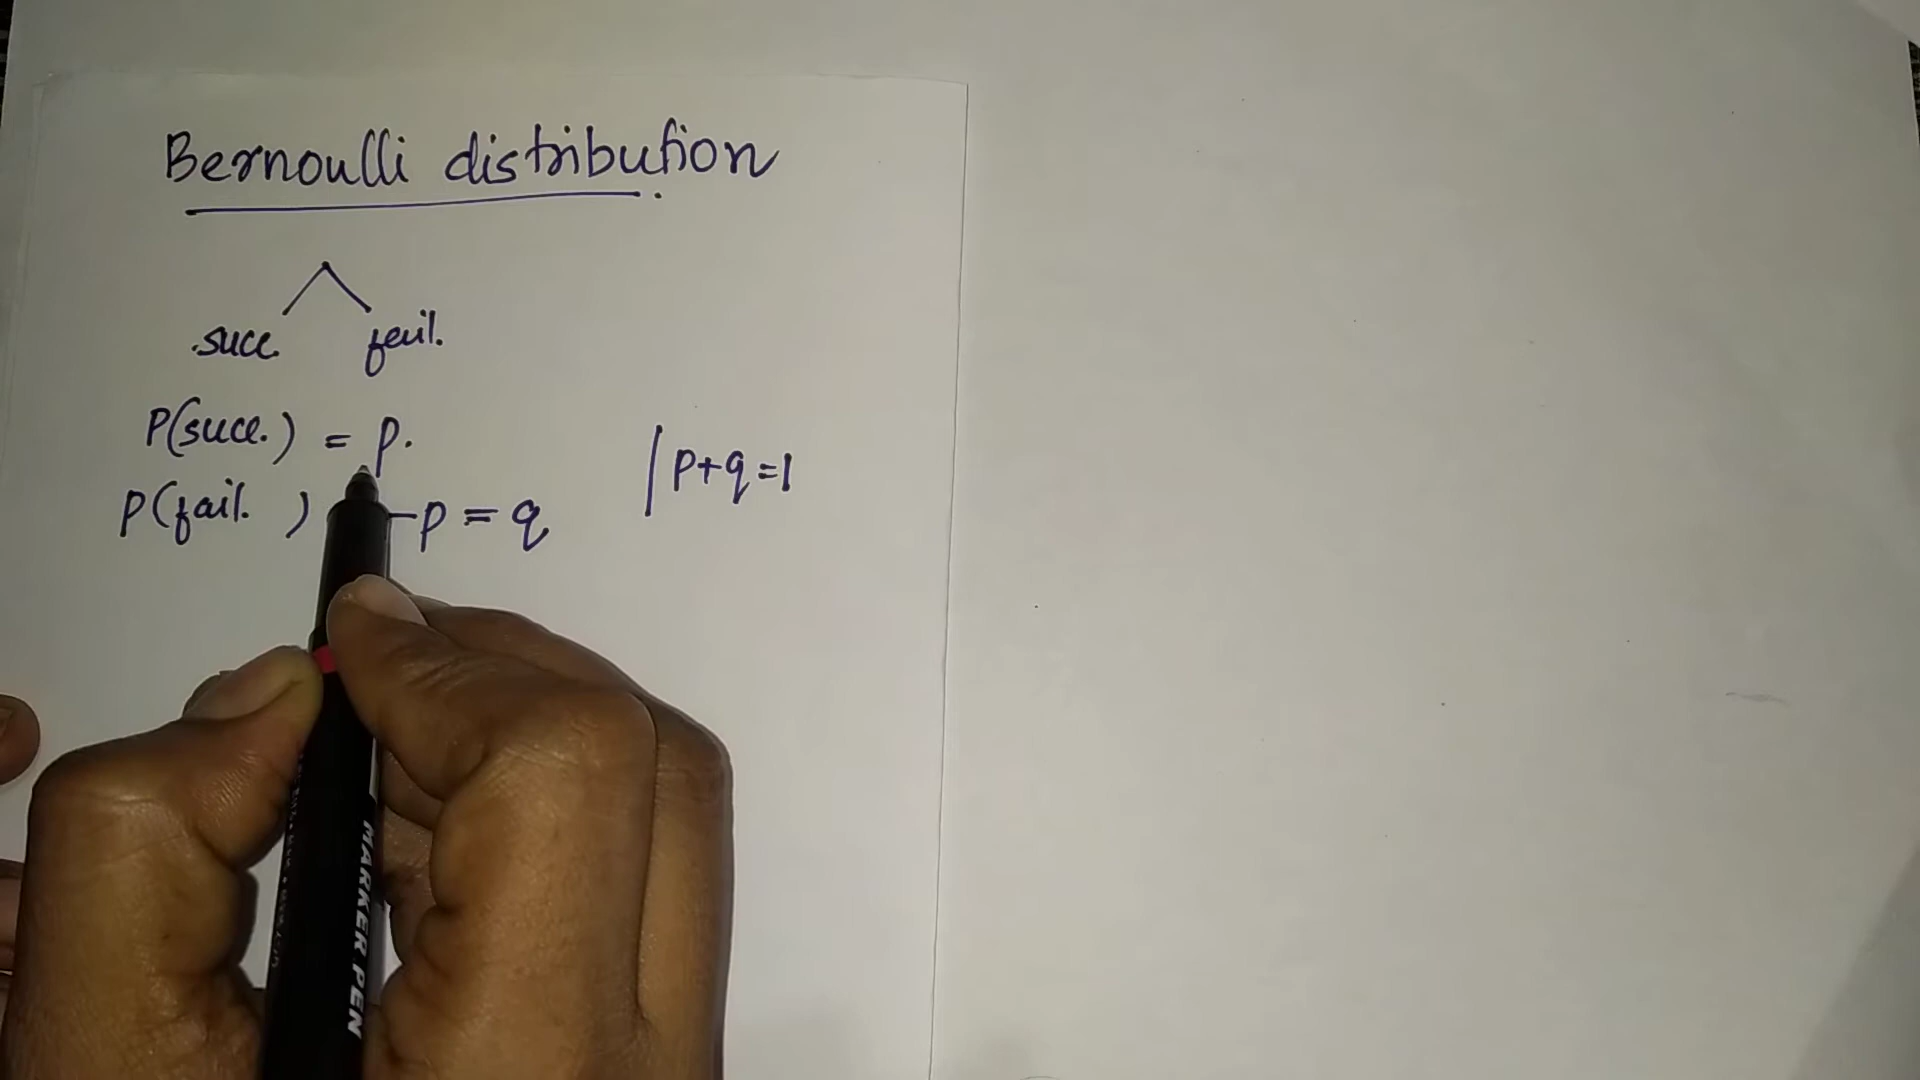 Bernoulli distribution
succ. fail.
P(succ.) = p.
P(fail. ) -p = q
p+q=1
MARKER PEN